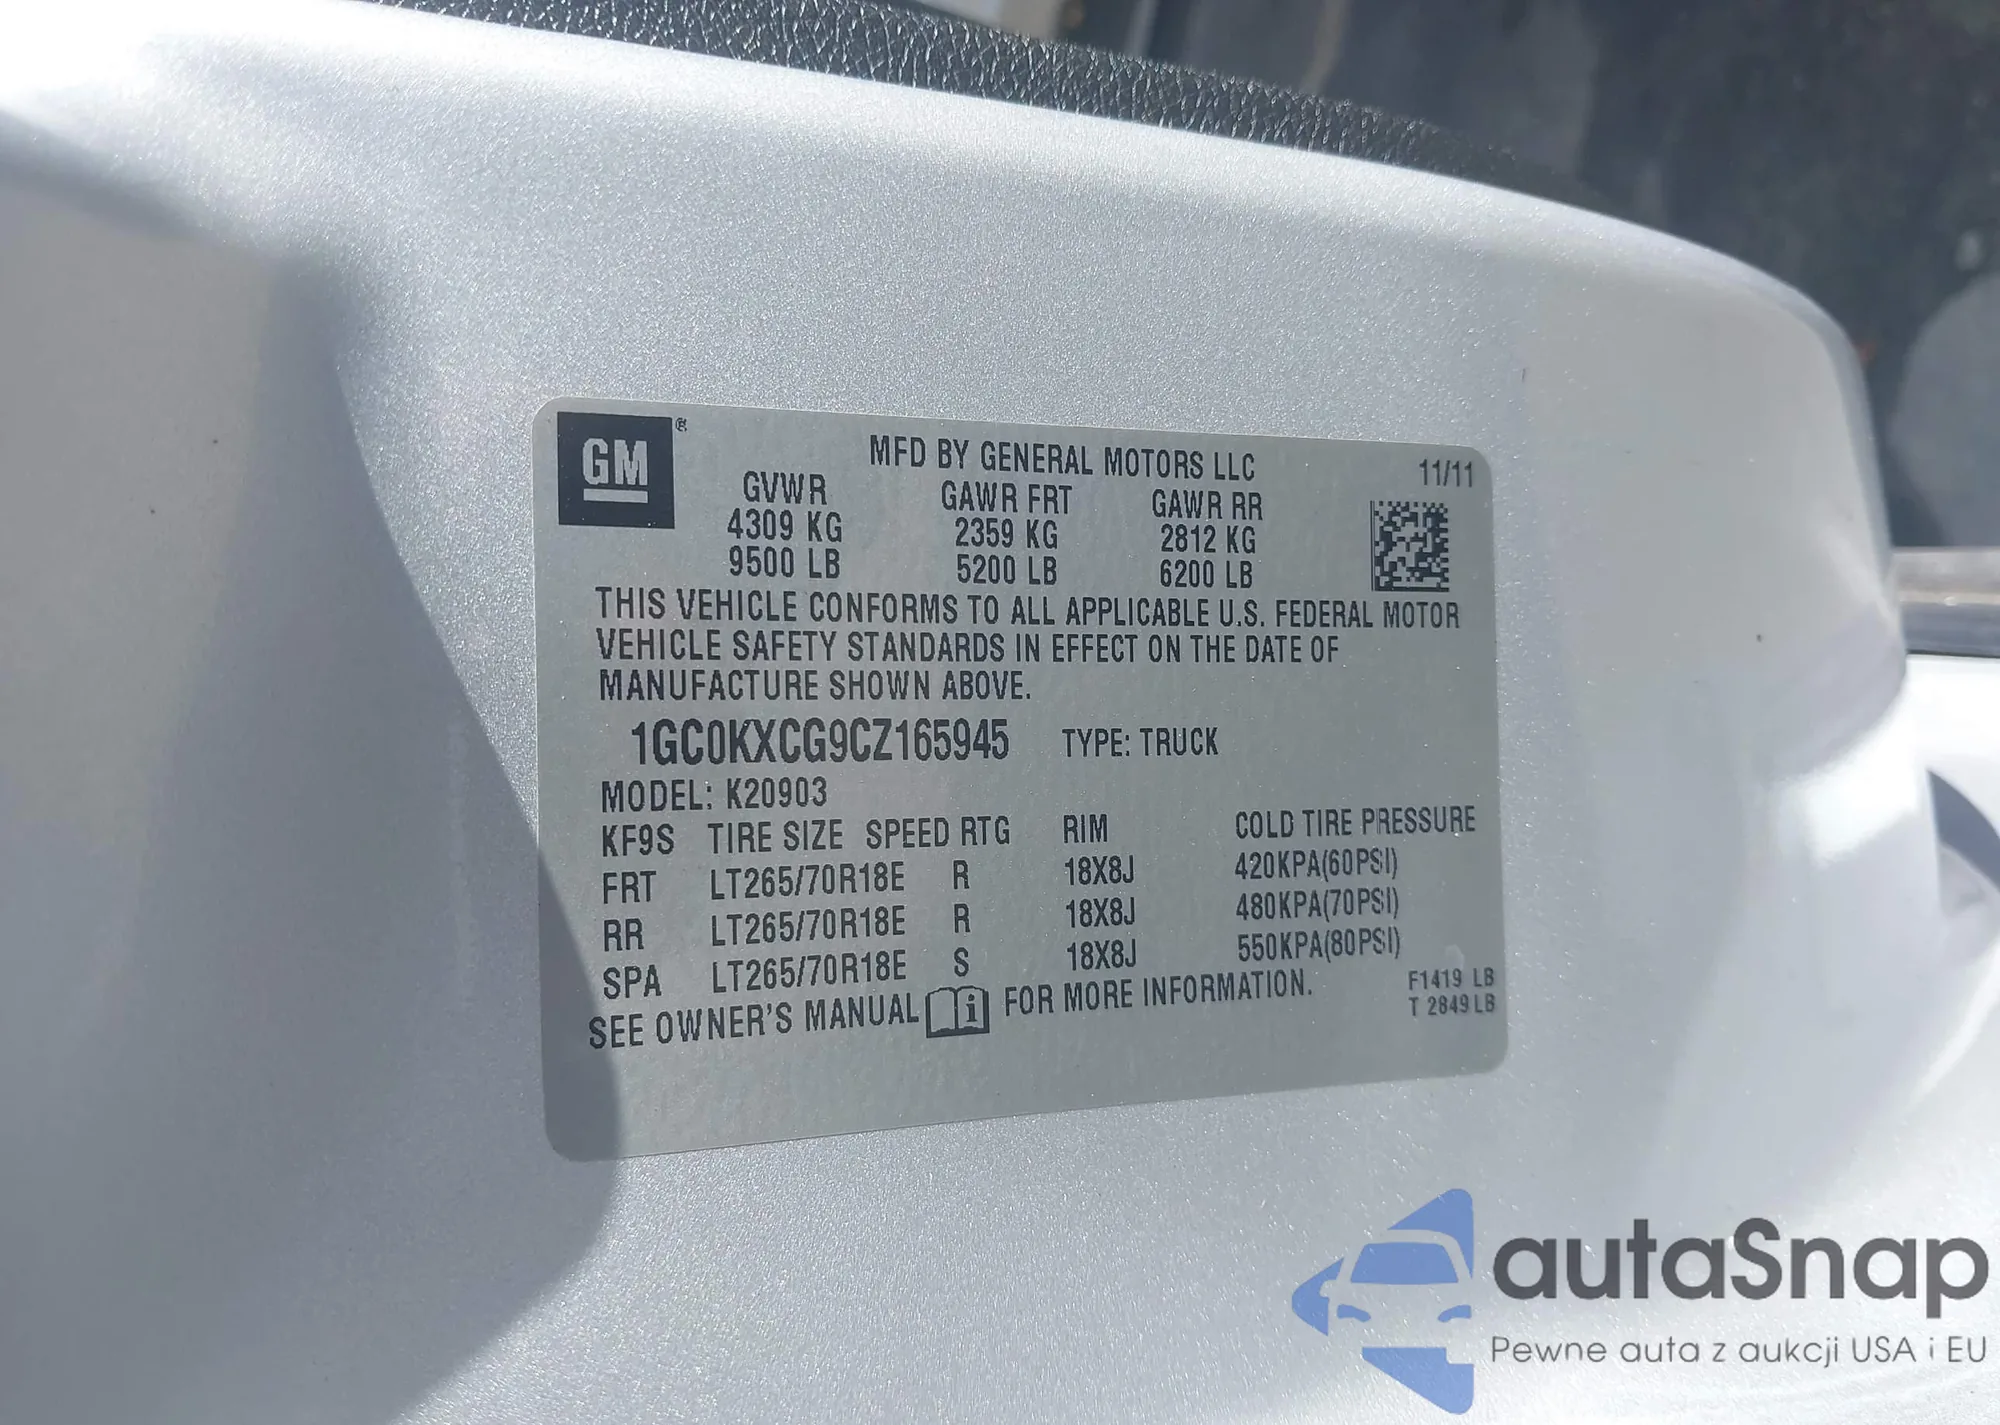 GM®
MFD BY GENERAL MOTORS LLC 11/11
GVWR GAWR FRT GAWR RR
4309 KG 2359 KG 2812 KG
9500 LB 5200 LB 6200 LB
THIS VEHICLE CONFORMS TO ALL APPLICABLE U.S. FEDERAL MOTOR
VEHICLE SAFETY STANDARDS IN EFFECT ON THE DATE OF
MANUFACTURE SHOWN ABOVE.
1GC0KXCG9CZ165945 TYPE: TRUCK
MODEL: K20903
KF9S TIRE SIZE SPEED RTG RIM COLD TIRE PRESSURE
FRT LT265/70R18E R 18X8J 420KPA(60PSI)
RR LT265/70R18E R 18X8J 480KPA(70PSI)
SPA LT265/70R18E S 18X8J 550KPA(80PSI)
SEE OWNER'S MANUAL i FOR MORE INFORMATION.
F1419 LB
T 2849 LB
autaSnap
Pewne auta z aukcji USA i EU